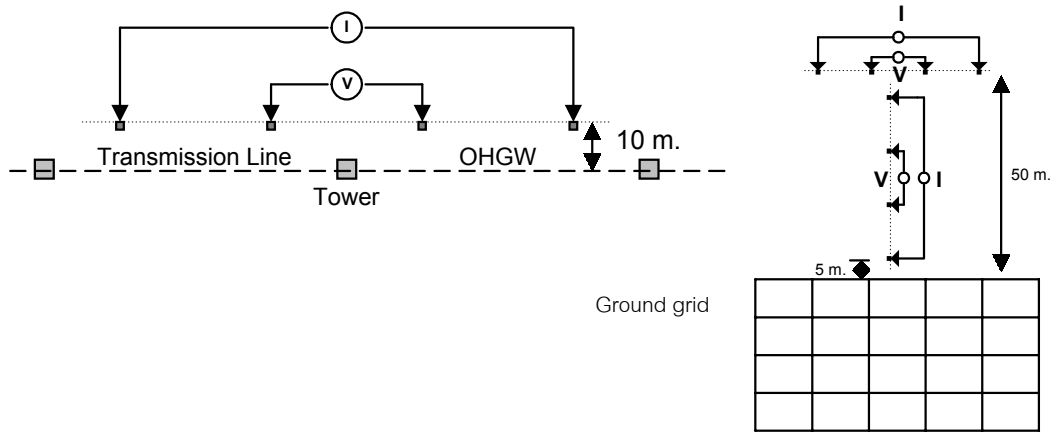 I
V
10 m.
Transmission Line OHGW
Tower
I
V
V I
50 m.
5 m.
Ground grid